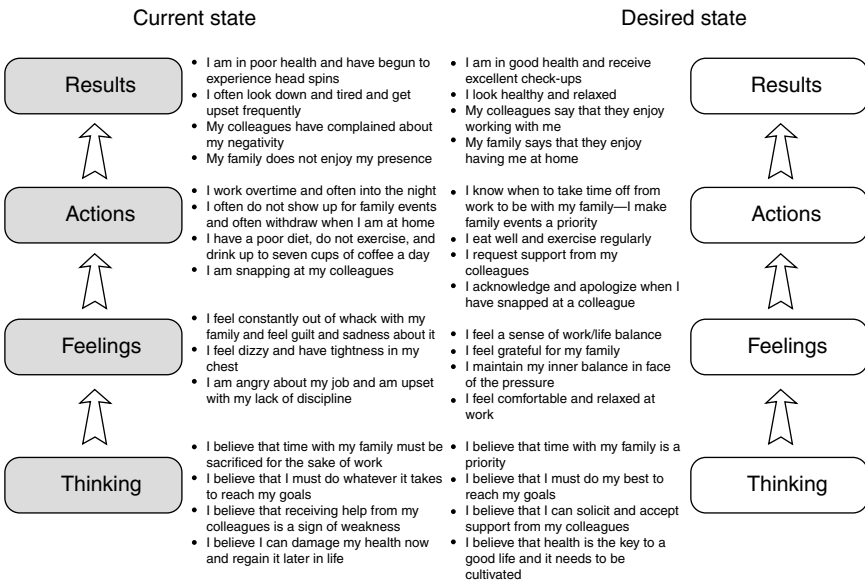 Current state
Desired state
Results
• I am in poor health and have begun to
experience head spins
• I often look down and tired and get
upset frequently
• My colleagues have complained about
my negativity
• My family does not enjoy my presence
• I am in good health and receive
excellent check-ups
• I look healthy and relaxed
• My colleagues say that they enjoy
working with me
• My family says that they enjoy
having me at home
Results
Actions
• I work overtime and often into the night
• I often do not show up for family events
and often withdraw when I am at home
• I have a poor diet, do not exercise, and
drink up to seven cups of coffee a day
• I am snapping at my colleagues
• I know when to take time off from
work to be with my family—I make
family events a priority
• I eat well and exercise regularly
• I request support from my
colleagues
• I acknowledge and apologize when I
have snapped at a colleague
Actions
Feelings
• I feel constantly out of whack with my
family and feel guilt and sadness about it
• I feel dizzy and have tightness in my
chest
• I am angry about my job and am upset
with my lack of discipline
• I feel a sense of work/life balance
• I feel grateful for my family
• I maintain my inner balance in face
of the pressure
• I feel comfortable and relaxed at
work
Feelings
Thinking
• I believe that time with my family must be
sacrificed for the sake of work
• I believe that I must do whatever it takes
to reach my goals
• I believe that receiving help from my
colleagues is a sign of weakness
• I believe I can damage my health now
and regain it later in life
• I believe that time with my family is a
priority
• I believe that I must do my best to
reach my goals
• I believe that I can solicit and accept
support from my colleagues
• I believe that health is the key to a
good life and it needs to be
cultivated
Thinking